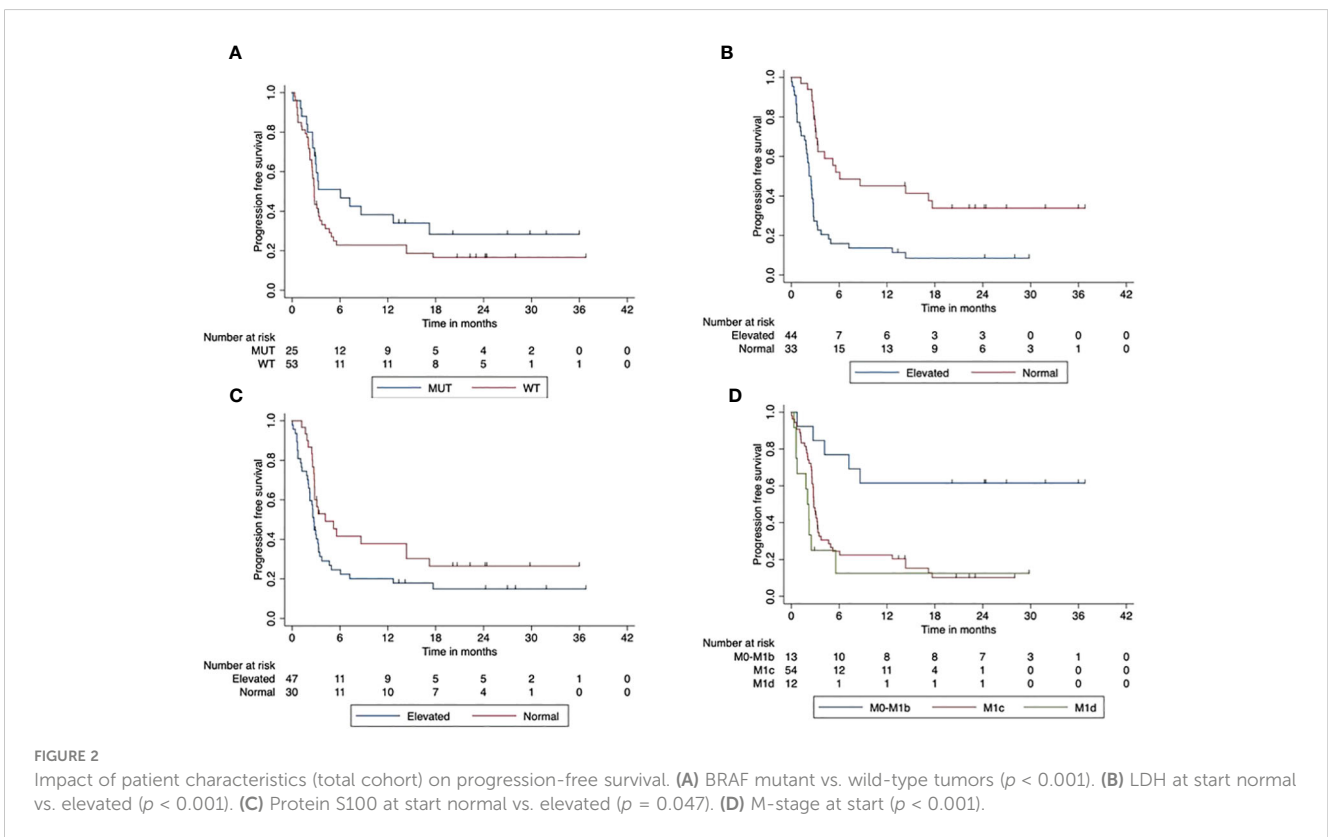 A
Progression free survival
1.0
0.8
0.6
0.4
0.2
0.0
0 6 12 18 24 30 36 42
Time in months
Number at risk
MUT 25 12 9 5 4 2 0 0
WT 53 11 11 8 5 1 1 0
MUT WT
B
Progression free survival
1.0
0.8
0.6
0.4
0.2
0.0
0 6 12 18 24 30 36 42
Time in months
Number at risk
Elevated 44 7 6 3 3 0 0 0
Normal 33 15 13 9 6 3 1 0
Elevated Normal
C
Progression free survival
1.0
0.8
0.6
0.4
0.2
0.0
0 6 12 18 24 30 36 42
Time in months
Number at risk
Elevated 47 11 9 5 5 2 1 0
Normal 30 11 10 7 4 1 0 0
Elevated Normal
D
Progression free survival
1.0
0.8
0.6
0.4
0.2
0.0
0 6 12 18 24 30 36 42
Time in months
Number at risk
M0-M1b 13 10 8 8 7 3 1 0
M1c 54 12 11 4 1 0 0 0
M1d 12 1 1 1 1 0 0 0
M0-M1b M1c M1d
FIGURE 2
Impact of patient characteristics (total cohort) on progression-free survival. (A) BRAF mutant vs. wild-type tumors (p < 0.001). (B) LDH at start normal
vs. elevated (p < 0.001). (C) Protein S100 at start normal vs. elevated (p = 0.047). (D) M-stage at start (p < 0.001).